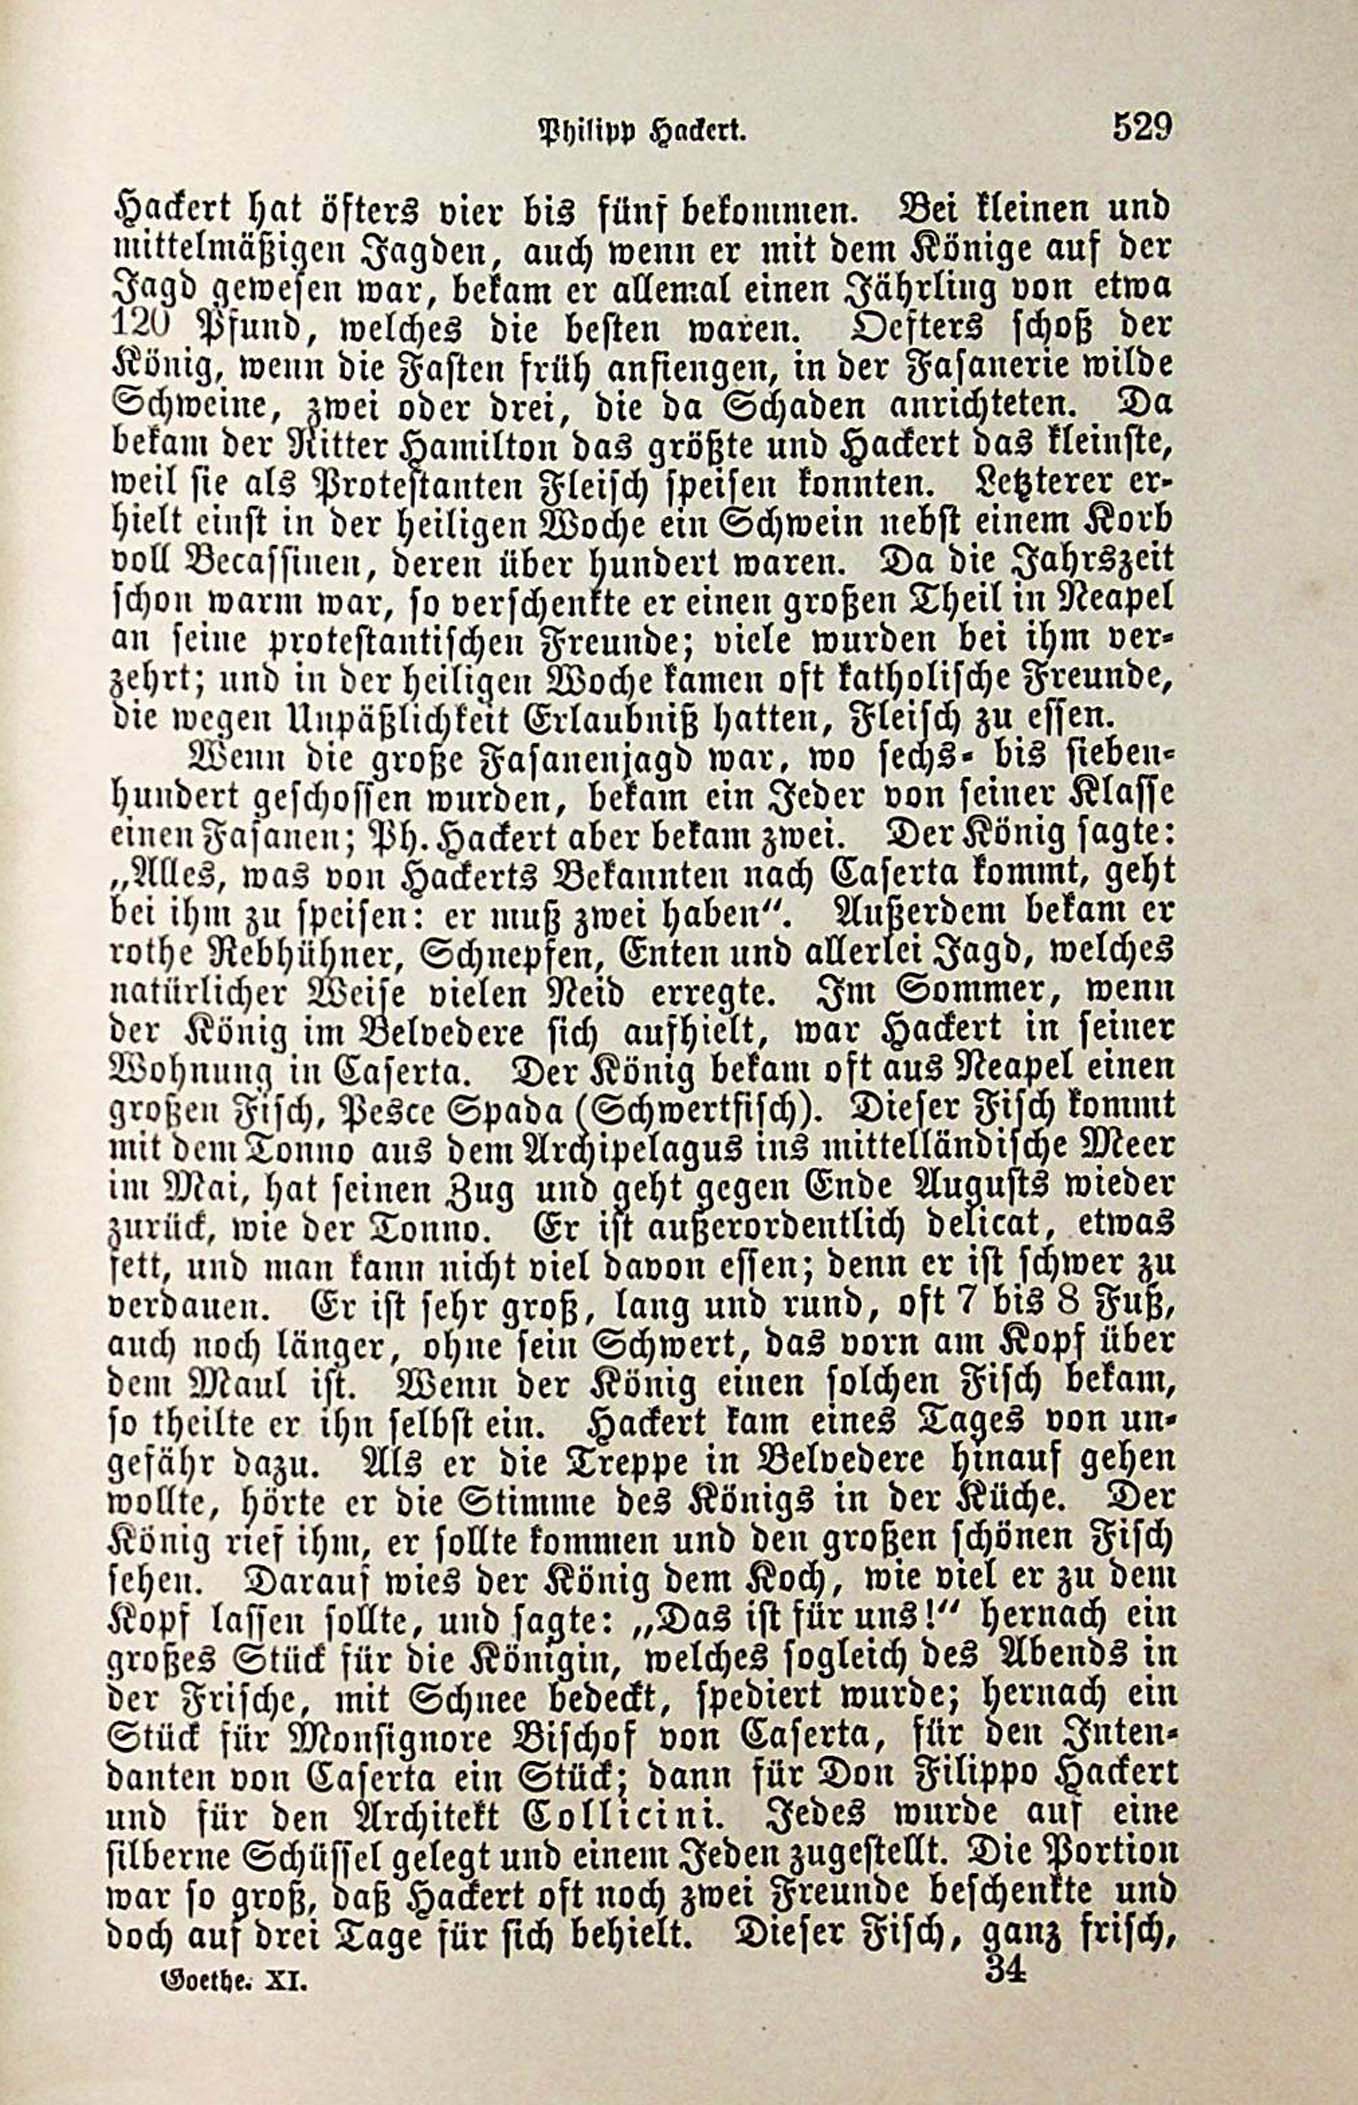 Philipp Hackert. 529
Hackert hat öfters vier bis fünf bekommen. Bei kleinen und
mittelmäßigen Jagden, auch wenn er mit dem Könige auf der
Jagd gewesen war, bekam er allemal einen Jährling von etwa
120 Pfund, welches die besten waren. Oefters schoß der
König, wenn die Fasten früh anfiengen, in der Fasanerie wilde
Schweine, zwei oder drei, die da Schaden anrichteten. Da
bekam der Ritter Hamilton das größte und Hackert das kleinste,
weil sie als Protestanten Fleisch speisen konnten. Letzterer er-
hielt einst in der heiligen Woche ein Schwein nebst einem Korb
voll Becassinen, deren über hundert waren. Da die Jahrszeit
schon warm war, so verschenkte er einen großen Theil in Neapel
an seine protestantischen Freunde; viele wurden bei ihm ver-
zehrt; und in der heiligen Woche kamen oft katholische Freunde,
die wegen Unpäßlichkeit Erlaubniß hatten, Fleisch zu essen.
Wenn die große Fasanenjagd war, wo sechs- bis sieben-
hundert geschossen wurden, bekam ein Jeder von seiner Klasse
einen Fasanen; Ph. Hackert aber bekam zwei. Der König sagte:
„Alles, was von Hackerts Bekannten nach Caserta kommt, geht
bei ihm zu speisen: er muß zwei haben“. Außerdem bekam er
rothe Rebhühner, Schnepfen, Enten und allerlei Jagd, welches
natürlicher Weise vielen Neid erregte. Im Sommer, wenn
der König im Belvedere sich aufhielt, war Hackert in seiner
Wohnung in Caserta. Der König bekam oft aus Neapel einen
großen Fisch, Pesce Spada (Schwertfisch). Dieser Fisch kommt
mit dem Tonno aus dem Archipelagus ins mittelländische Meer
im Mai, hat seinen Zug und geht gegen Ende Augusts wieder
zurück, wie der Tonno. Er ist außerordentlich delicat, etwas
fett, und man kann nicht viel davon essen; denn er ist schwer zu
verdauen. Er ist sehr groß, lang und rund, oft 7 bis 8 Fuß,
auch noch länger, ohne sein Schwert, das vorn am Kopf über
dem Maul ist. Wenn der König einen solchen Fisch bekam,
so theilte er ihn selbst ein. Hackert kam eines Tages von un-
gefähr dazu. Als er die Treppe in Belvedere hinauf gehen
wollte, hörte er die Stimme des Königs in der Küche. Der
König rief ihm, er sollte kommen und den großen schönen Fisch
sehen. Darauf wies der König dem Koch, wie viel er zu dem
Kopf lassen sollte, und sagte: „Das ist für uns!“ hernach ein
großes Stück für die Königin, welches sogleich des Abends in
der Frische, mit Schnee bedeckt, spediert wurde; hernach ein
Stück für Monsignore Bischof von Caserta, für den Inten-
danten von Caserta ein Stück; dann für Don Filippo Hackert
und für den Architekt Collicini. Jedes wurde auf eine
silberne Schüssel gelegt und einem Jeden zugestellt. Die Portion
war so groß, daß Hackert oft noch zwei Freunde beschenkte und
doch auf drei Tage für sich behielt. Dieser Fisch, ganz frisch,
Goethe. XI. 34